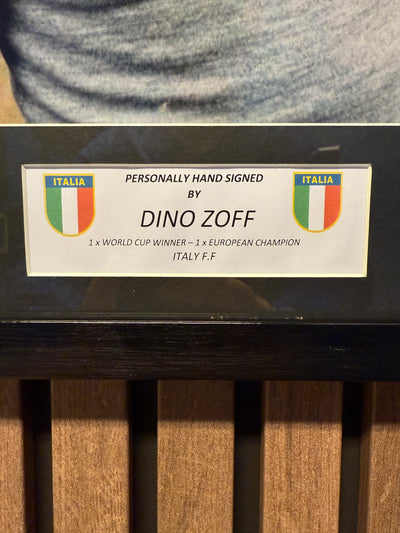 ITALIA
ITALIA
PERSONALLY HAND SIGNED
BY
DINO ZOFF
1 x WORLD CUP WINNER – 1 x EUROPEAN CHAMPION
ITALY F.F